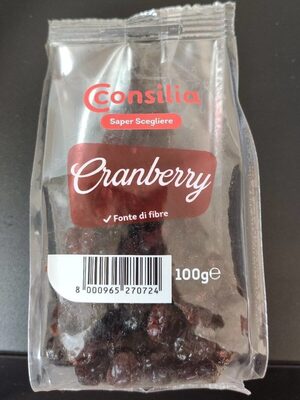 Consilia
Saper Scegliere
Cranberry
✓ Fonte di fibre
100g℮
8 000965 270724